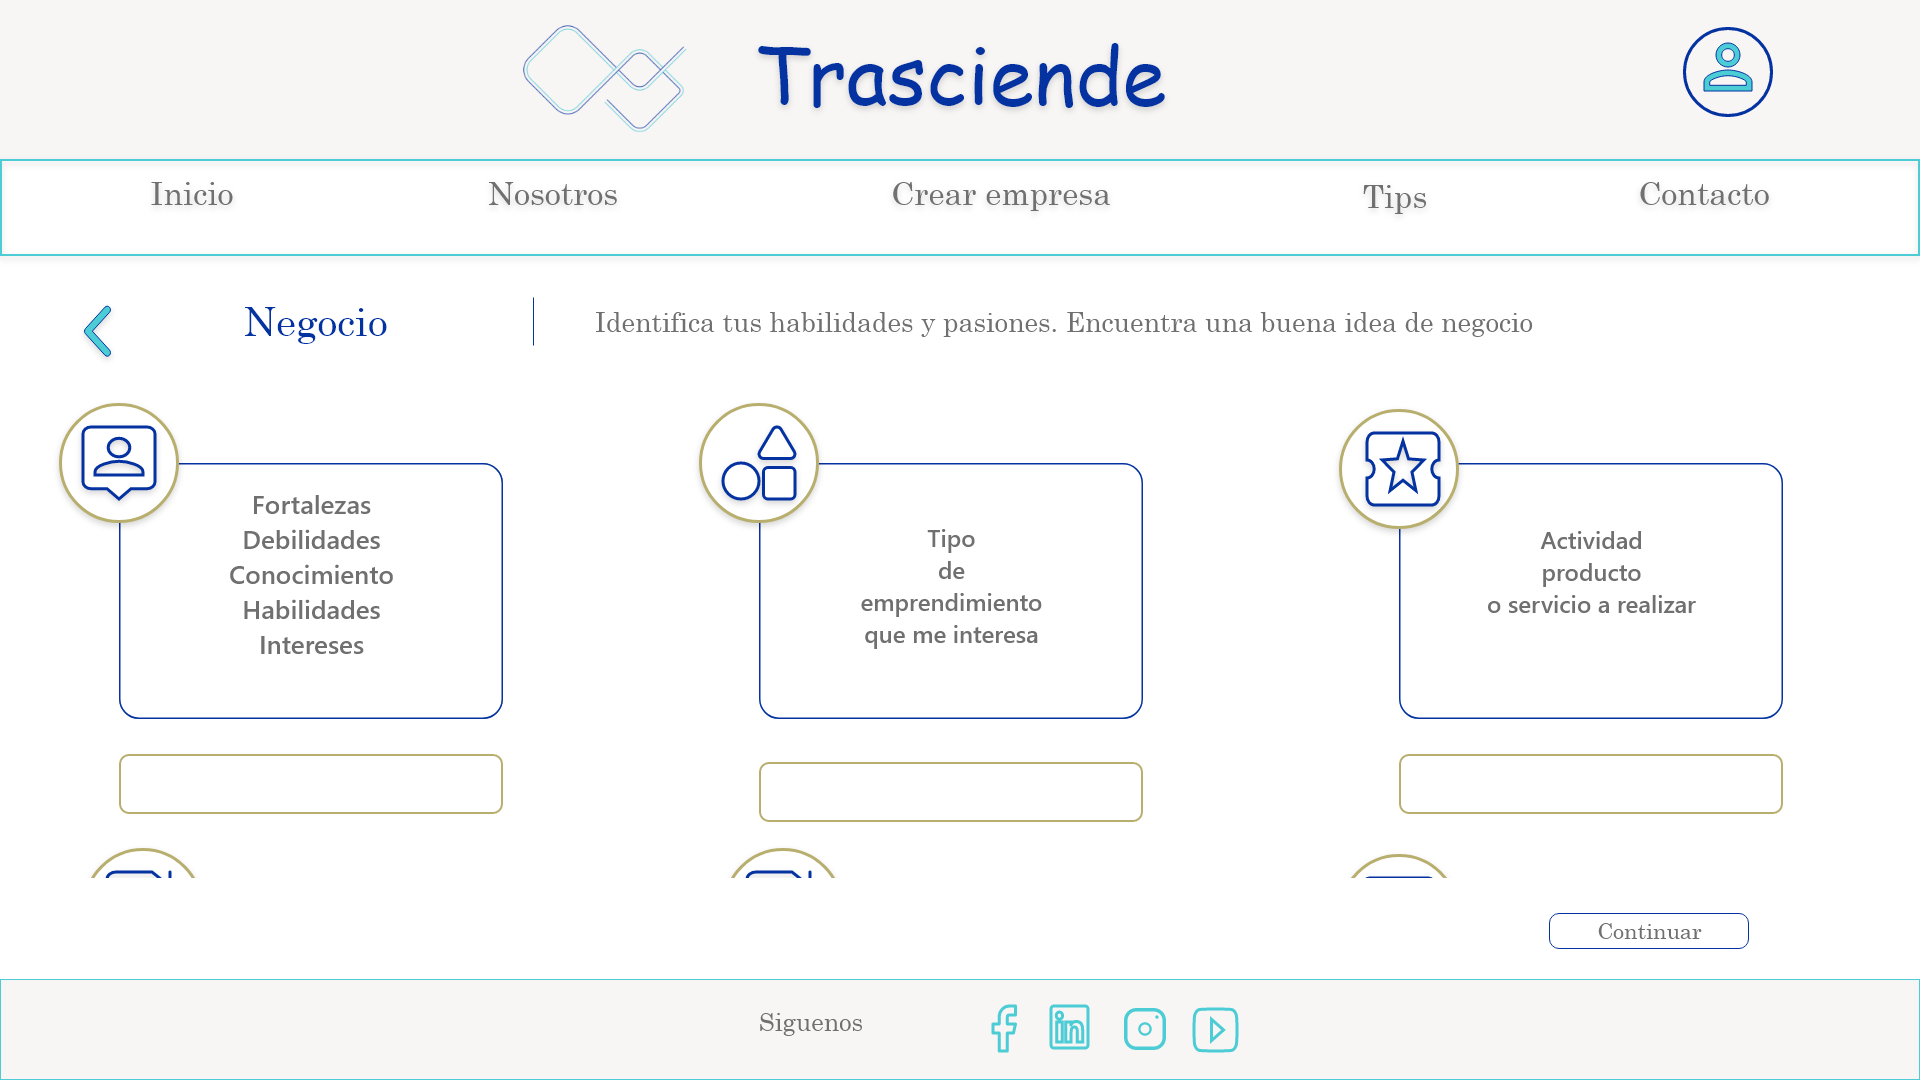 Trasciende
Inicio
Nosotros
Crear empresa
Tips
Contacto
Negocio
Identifica tus habilidades y pasiones. Encuentra una buena idea de negocio
Fortalezas
Debilidades
Conocimiento
Habilidades
Intereses
Tipo
de
emprendimiento
que me interesa
Actividad
producto
o servicio a realizar
Continuar
Siguenos